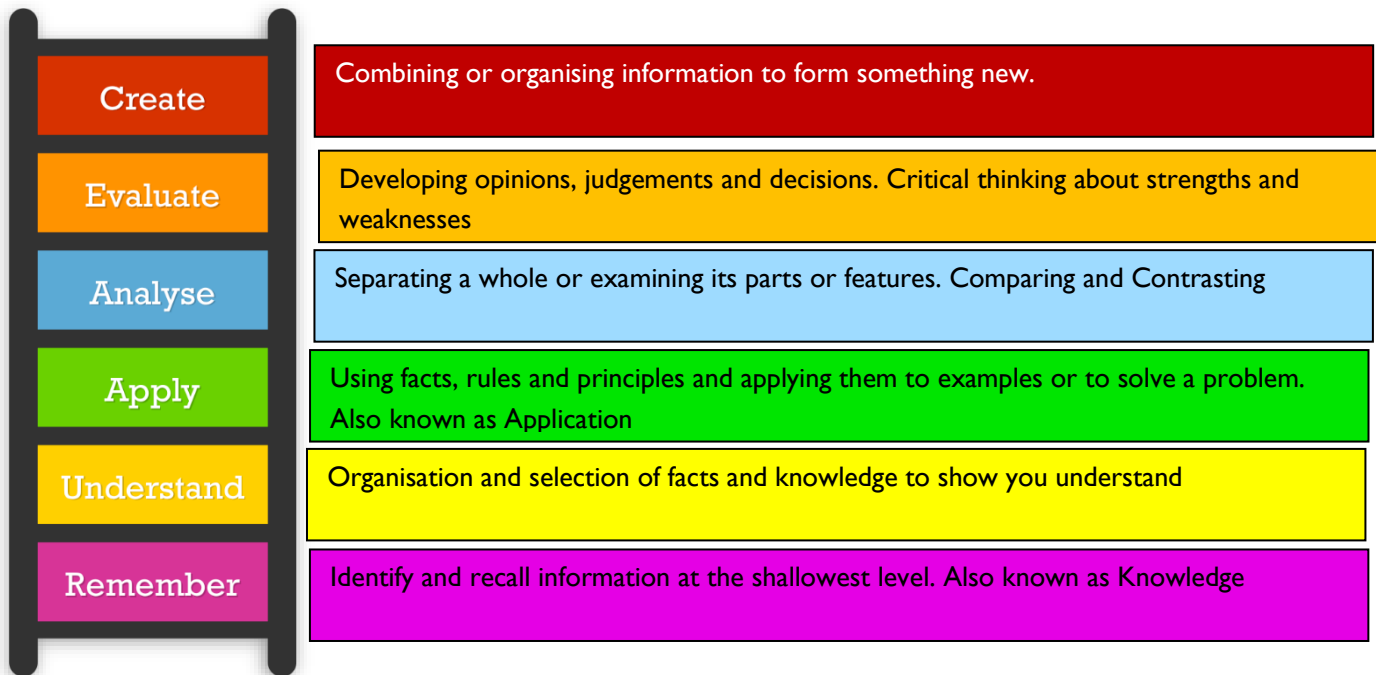 Create
Combining or organising information to form something new.
Evaluate
Developing opinions, judgements and decisions. Critical thinking about strengths and
weaknesses
Analyse
Separating a whole or examining its parts or features. Comparing and Contrasting
Apply
Using facts, rules and principles and applying them to examples or to solve a problem.
Also known as Application
Understand
Organisation and selection of facts and knowledge to show you understand
Remember
Identify and recall information at the shallowest level. Also known as Knowledge